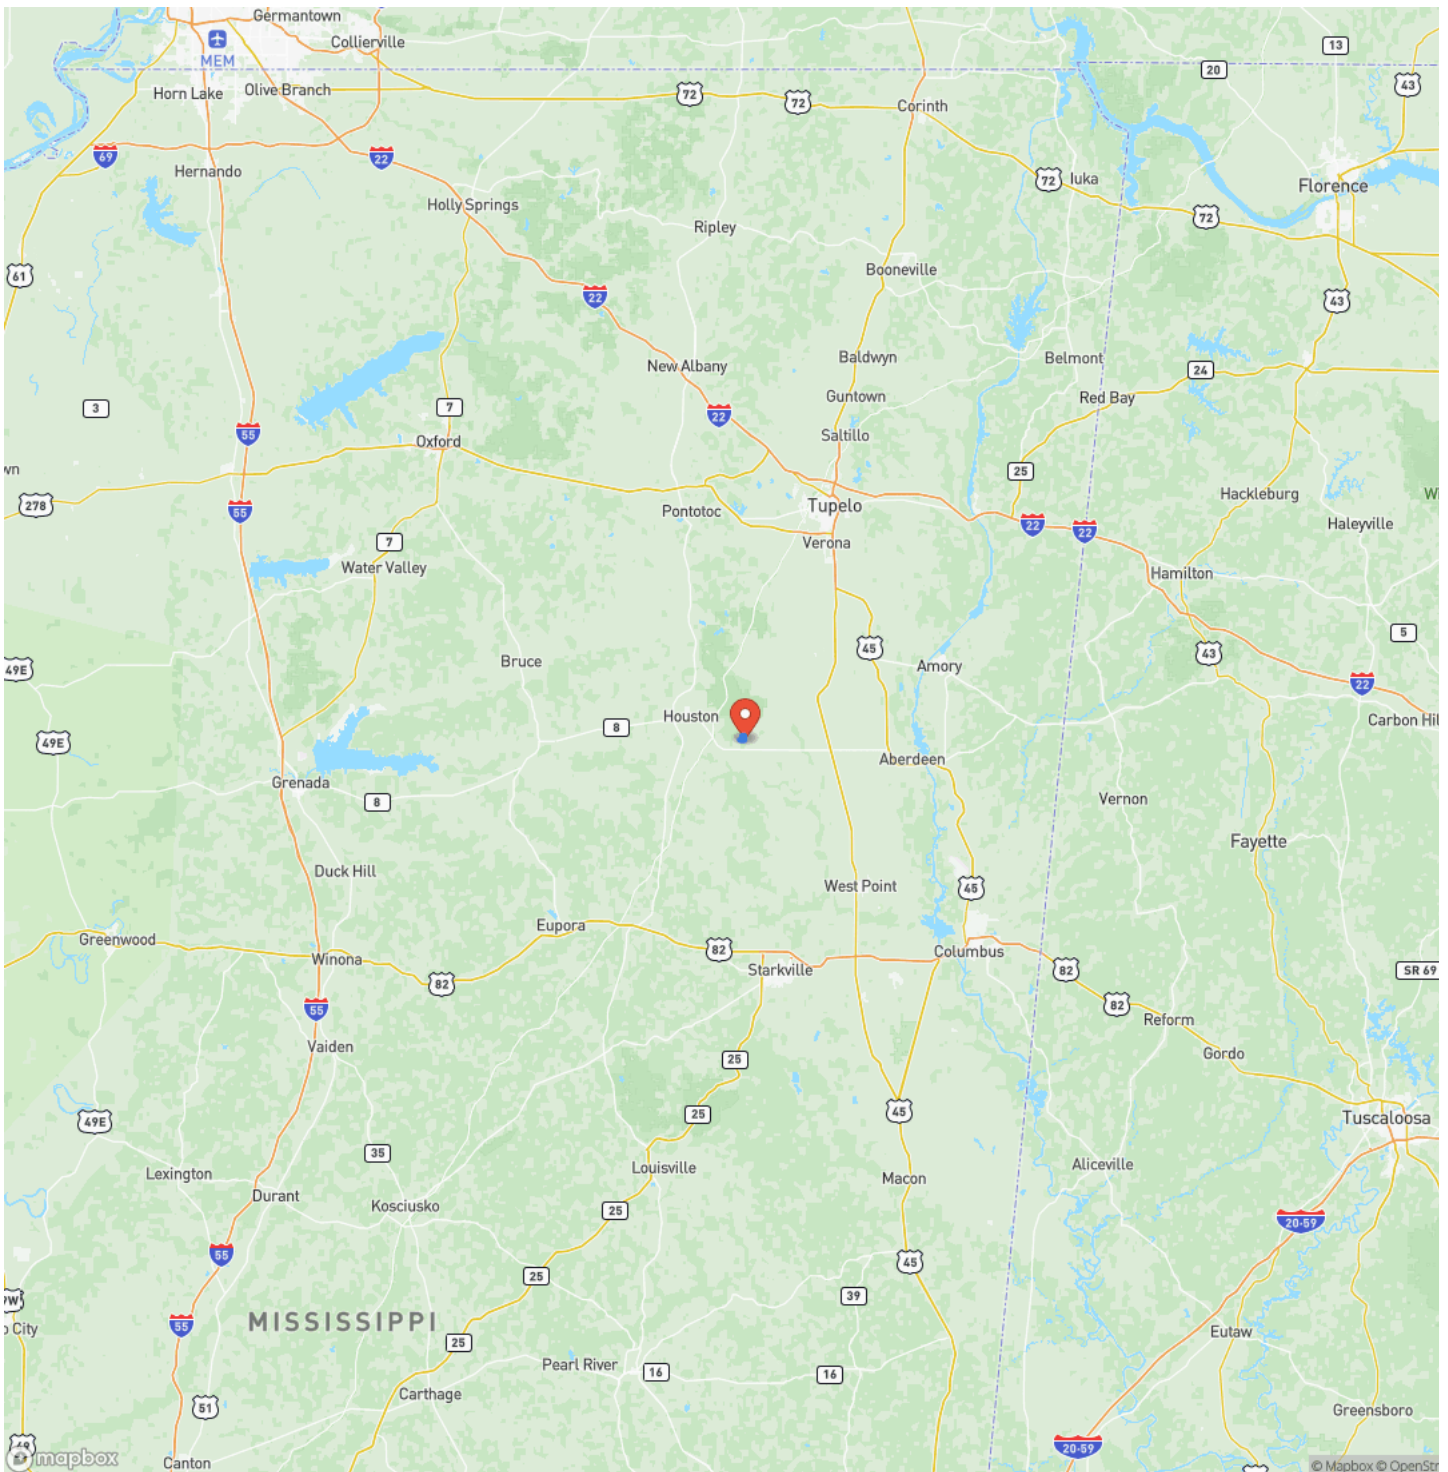 Germantown
Collierville
MEM
13
20
43
Horn Lake
Olive Branch
72
72
Corinth
69
22
Hernando
72
Iuka
Florence
Holly Springs
72
Ripley
61
Booneville
22
43
Baldwyn
Belmont
New Albany
24
Guntown
Red Bay
3
7
22
55
Saltillo
Oxford
25
Hackleburg
278
55
Tupelo
Pontotoc
22
22
Haleyville
7
Verona
Water Valley
Hamilton
5
45
43
49E
Bruce
Amory
22
Houston
8
Carbon Hil
49E
Aberdeen
Grenada
8
Vernon
Fayette
Duck Hill
West Point
45
Eupora
Greenwood
82
Columbus
Winona
Starkville
82
SR 69
82
55
82
Reform
Vaiden
Gordo
25
49E
25
45
Tuscaloosa
35
Aliceville
Lexington
Louisville
Macon
Durant
Kosciusko
25
20-59
55
45
25
39
MISSISSIPPI
55
o City
Eutaw
25
Pearl River
16
16
Carthage
51
Greensboro
20-59
mapbox
Canton
© Mapbox © OpenStr